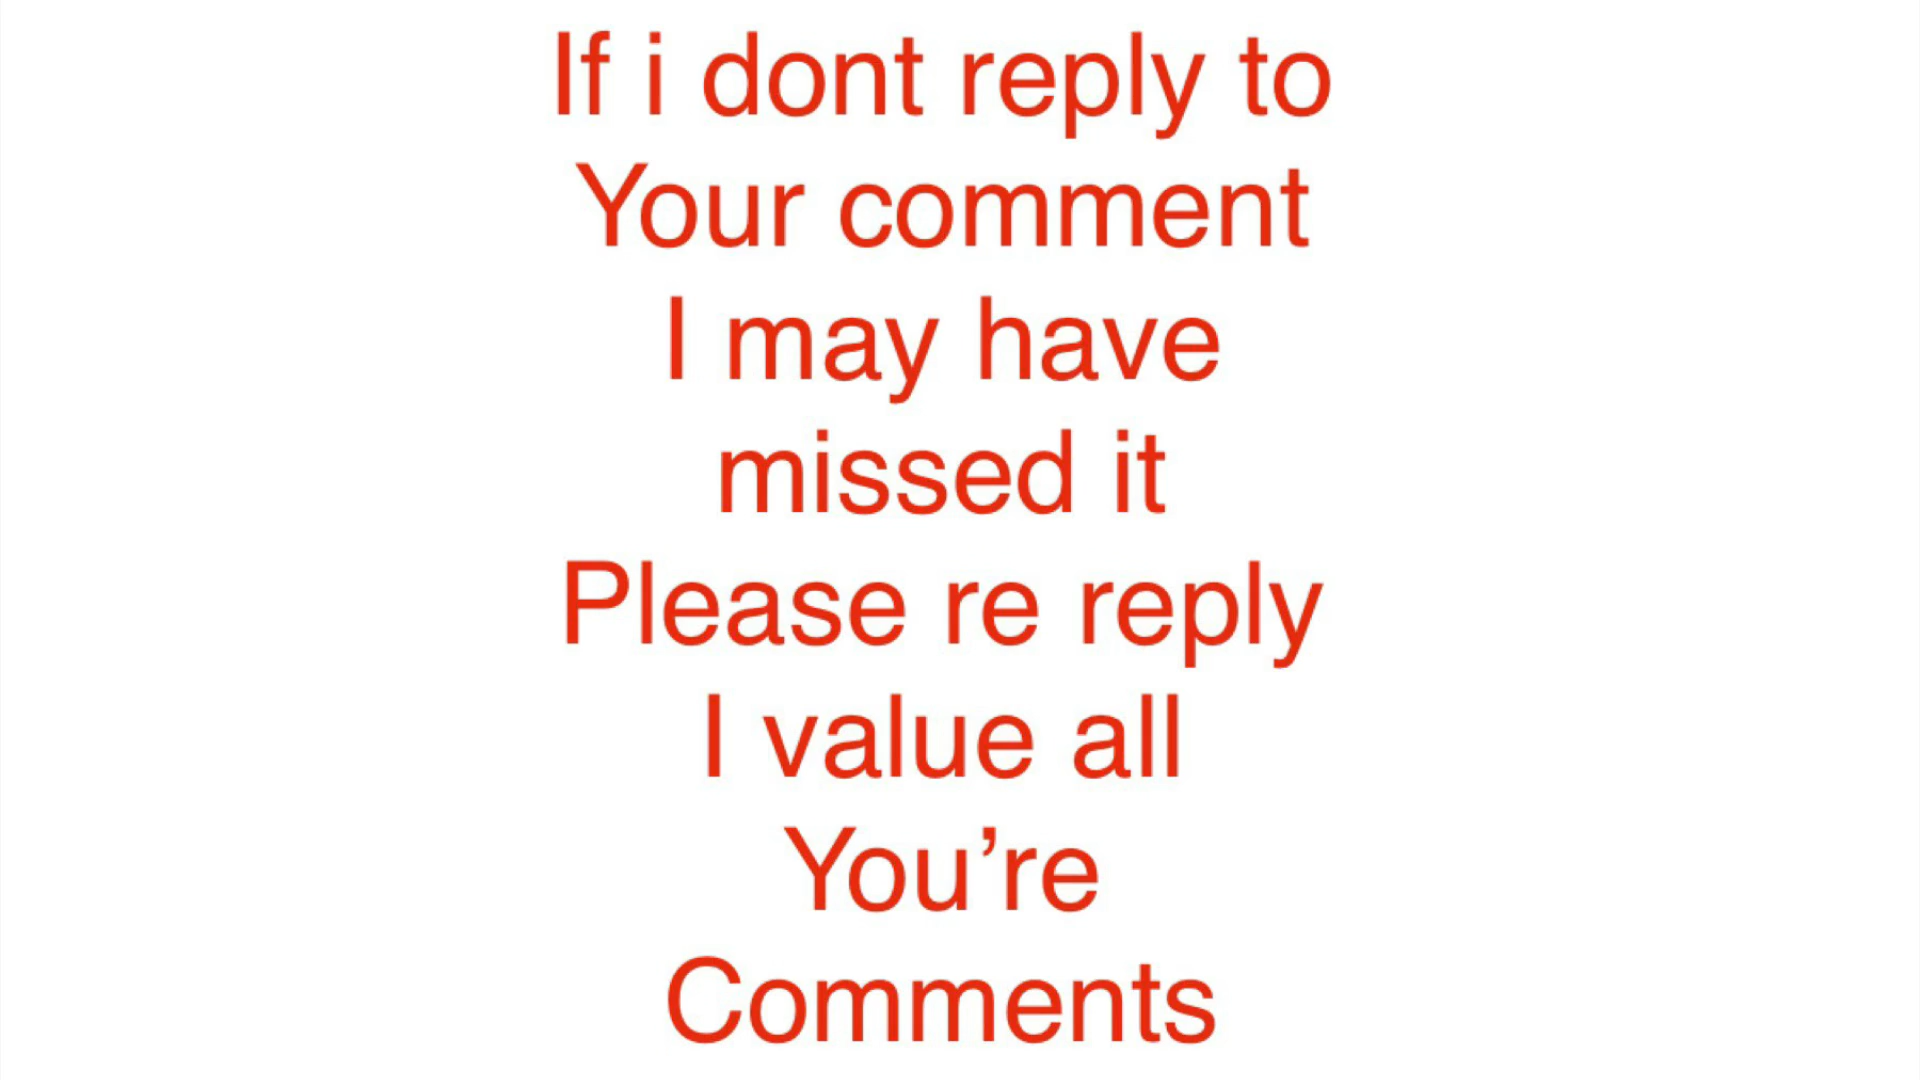 If i dont reply to
Your comment
I may have
missed it
Please re reply
I value all
You’re
Comments